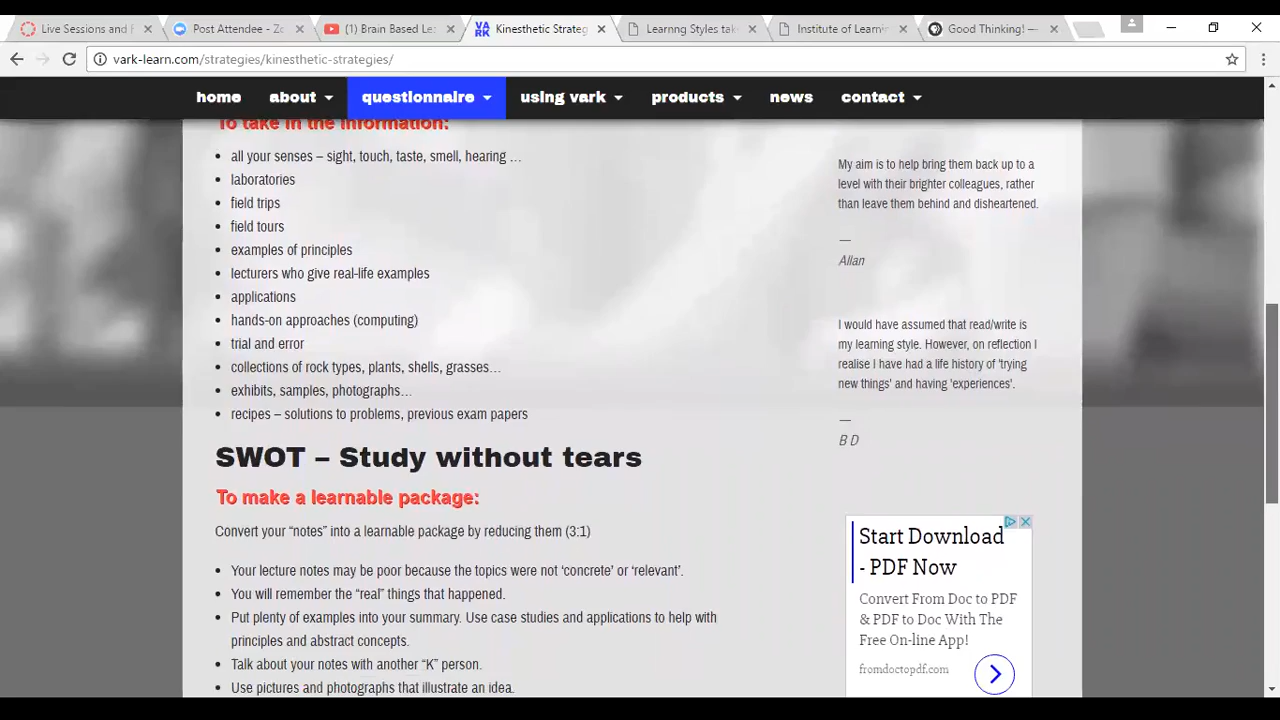 Live Sessions and
Post Attendee - Zo
(1) Brain Based Le
VA RK
Kinesthetic Strateg
Learnng Styles tak
Institute of Learni
Good Thinking! —
vark-learn.com/strategies/kinesthetic-strategies/
home about questionnaire using vark products news contact
To take in the information:
• all your senses – sight, touch, taste, smell, hearing …
• laboratories
• field trips
• field tours
• examples of principles
• lecturers who give real-life examples
• applications
• hands-on approaches (computing)
• trial and error
• collections of rock types, plants, shells, grasses…
• exhibits, samples, photographs…
• recipes – solutions to problems, previous exam papers
SWOT – Study without tears
To make a learnable package:
Convert your “notes” into a learnable package by reducing them (3:1)
• Your lecture notes may be poor because the topics were not ‘concrete’ or ‘relevant’.
• You will remember the “real” things that happened.
• Put plenty of examples into your summary. Use case studies and applications to help with
principles and abstract concepts.
• Talk about your notes with another “K” person.
• Use pictures and photographs that illustrate an idea.
My aim is to help bring them back up to a
level with their brighter colleagues, rather
than leave them behind and disheartened.
—
Allan
I would have assumed that read/write is
my learning style. However, on reflection I
realise I have had a life history of 'trying
new things' and having 'experiences'.
—
B D
Start Download
- PDF Now
Convert From Doc to PDF
& PDF to Doc With The
Free On-line App!
fromdoctopdf.com